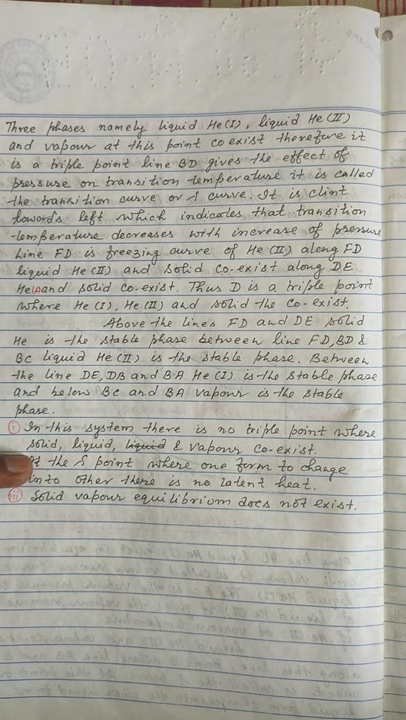 Three phases namely liquid He(I), liquid He(II)
and vapour at this point co exist therefore it
is a triple point line BD gives the effect of
pressure on transition temperature it is called
the transition curve or λ curve. It is clint
towards left which indicates that transition
-temperature decreases with increase of pressure
Line FD is freezing curve of He (II) along FD
liquid He(II) and solid co-exist along DE
He(I) and solid co-exist. Thus D is a triple point
where He (I), He(II) and solid the co-exist
Above the lines FD and DE solid
He is the stable phase between line FD, BD &
BC liquid He(II) is the stable phase. Between
the line DE, DB and BA He (I) is the stable phase
and below BC and BA vapour is the stable
phase.
(i) In this system there is no triple point where
solid, liquid, liquid & vapour co-exist.
At the λ point where one form to change
into other there is no latent heat.
(iii) Solid vapour equilibrium does not exist.